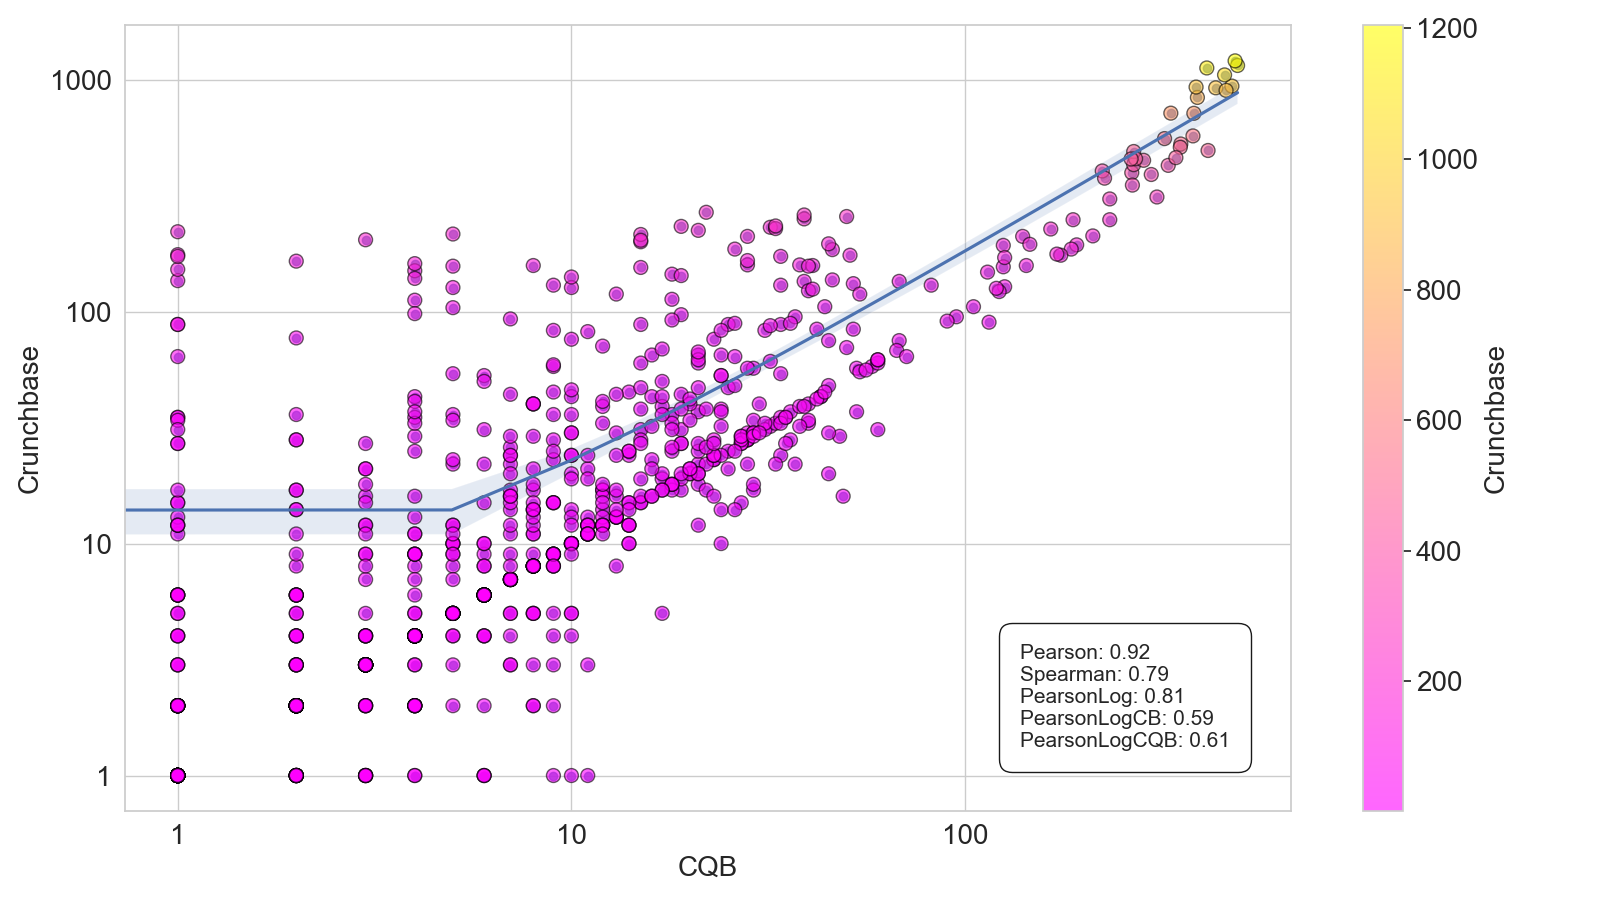 1000
100
10
1
Crunchbase
1
10
100
CQB
Pearson: 0.92
Spearman: 0.79
PearsonLog: 0.81
PearsonLogCB: 0.59
PearsonLogCQB: 0.61
1200
1000
800
600
400
200
Crunchbase